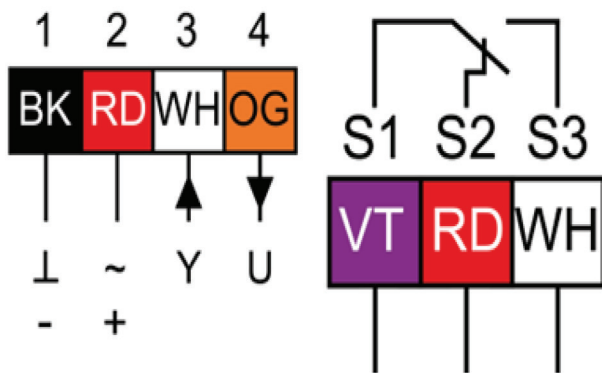 1 2 3 4
BK RD WH OG
⊥ ~ Y U
- +
S1 S2 S3
VT RD WH